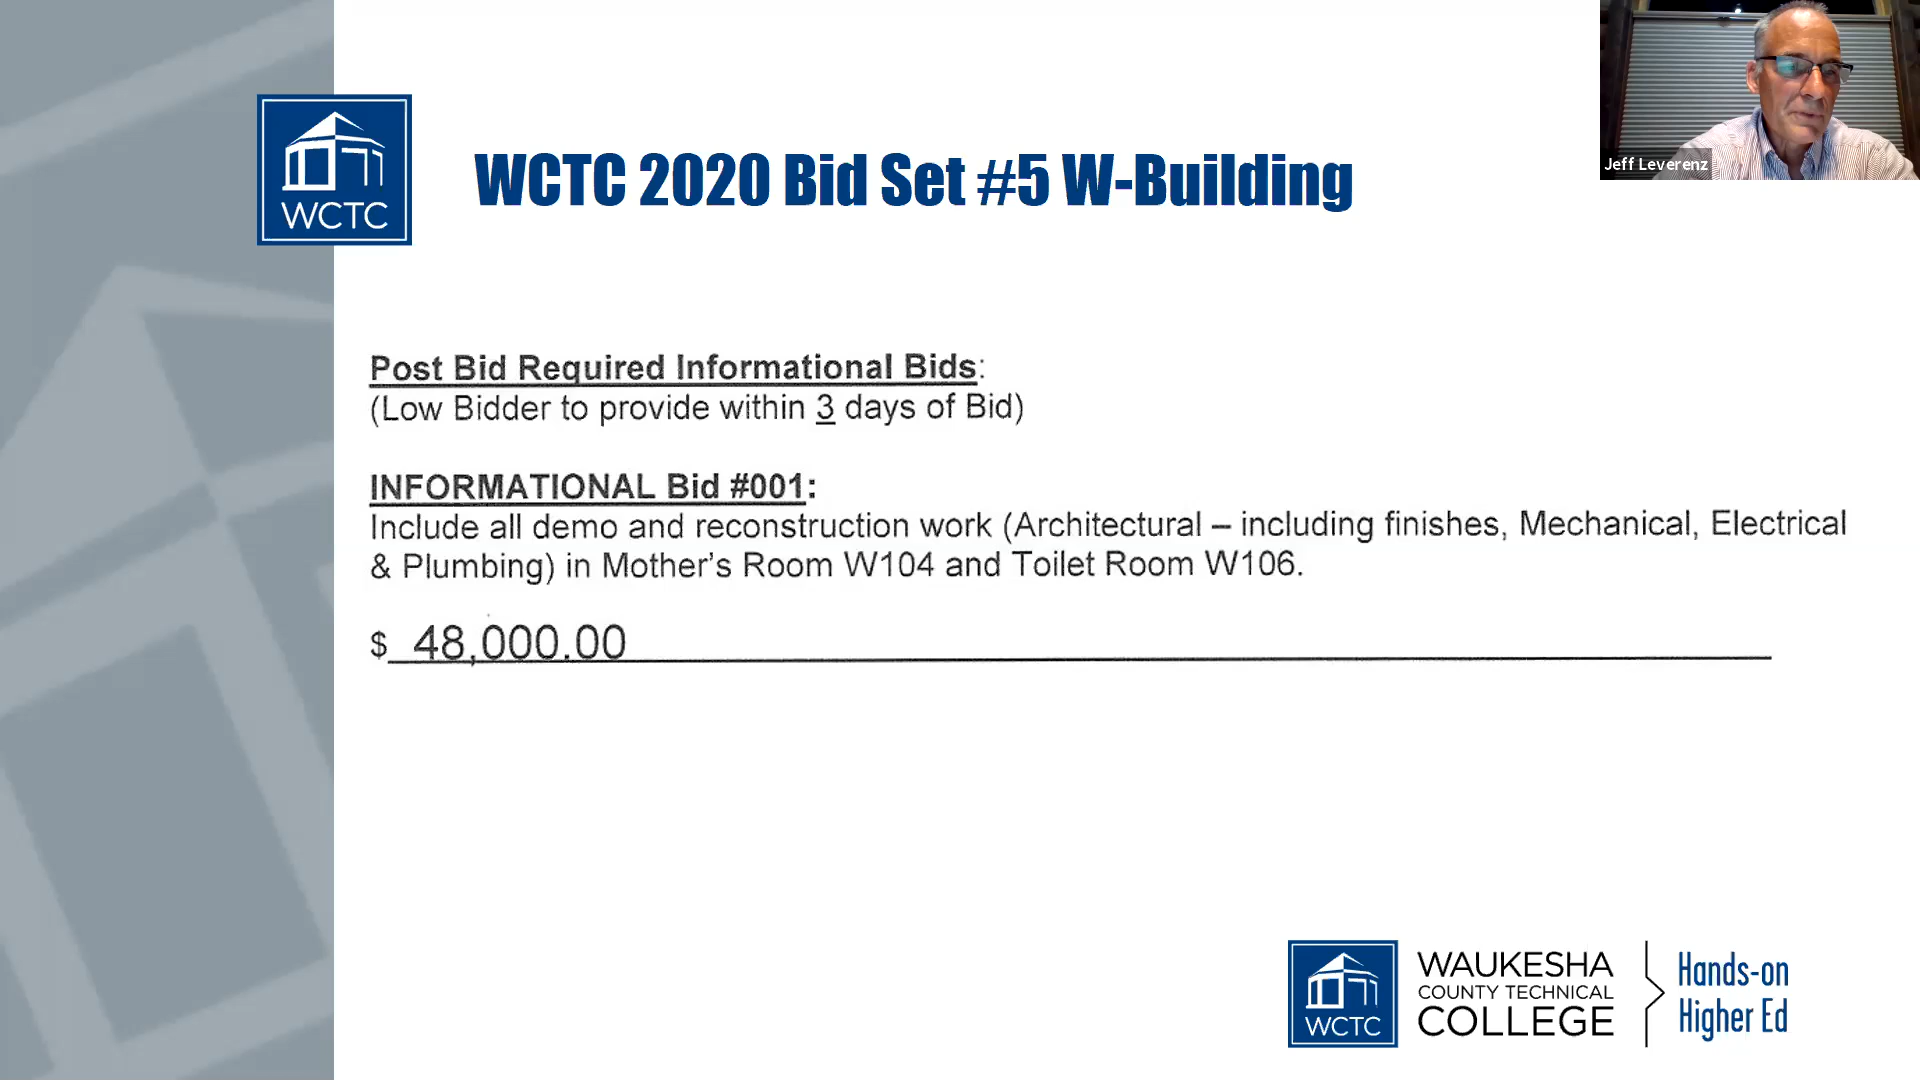 Jeff Leverenz
WCTC
WCTC 2020 Bid Set #5 W-Building
Post Bid Required Informational Bids:
(Low Bidder to provide within 3 days of Bid)
INFORMATIONAL Bid #001:
Include all demo and reconstruction work (Architectural – including finishes, Mechanical, Electrical
& Plumbing) in Mother's Room W104 and Toilet Room W106.
$ 48,000.00
WCTC
WAUKESHA
COUNTY TECHNICAL
COLLEGE
Hands-on
Higher Ed